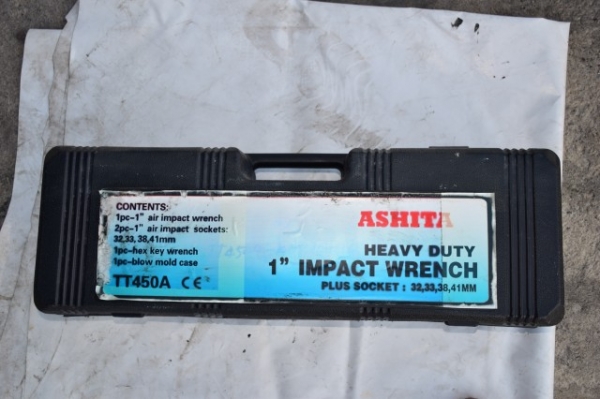 CONTENTS:
1pc-1" air impact wrench
2pc-1" air impact sockets:
32,33,38,41mm
1pc-hex key wrench
1pc-blow mold case
TT450A CE
ASHITA
HEAVY DUTY
1" IMPACT WRENCH
PLUS SOCKET : 32,33,38,41MM